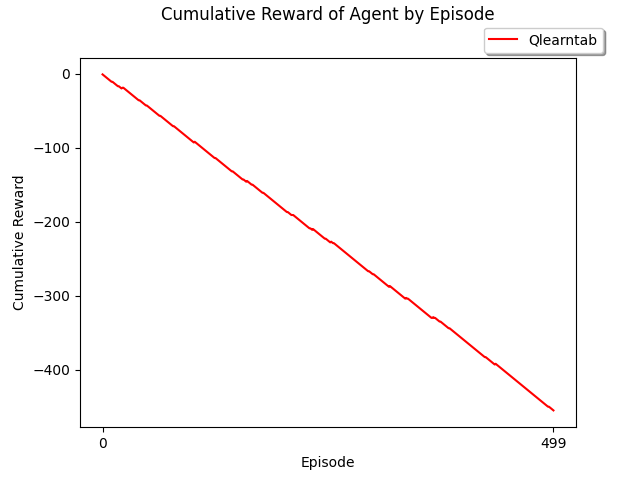 Cumulative Reward of Agent by Episode
Qlearntab
0
−100
−200
−300
−400
Cumulative Reward
0
499
Episode